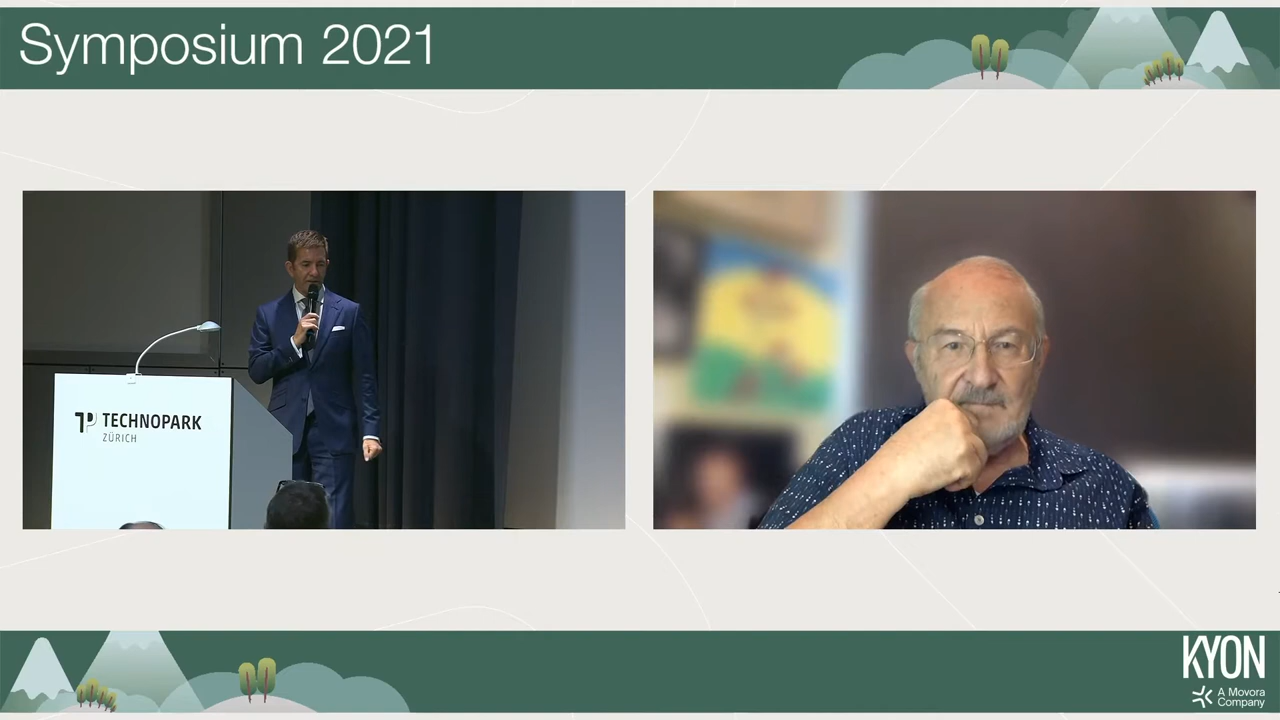 Symposium 2021
TECHNOPARK
ZÜRICH
KYON
A Movora
Company